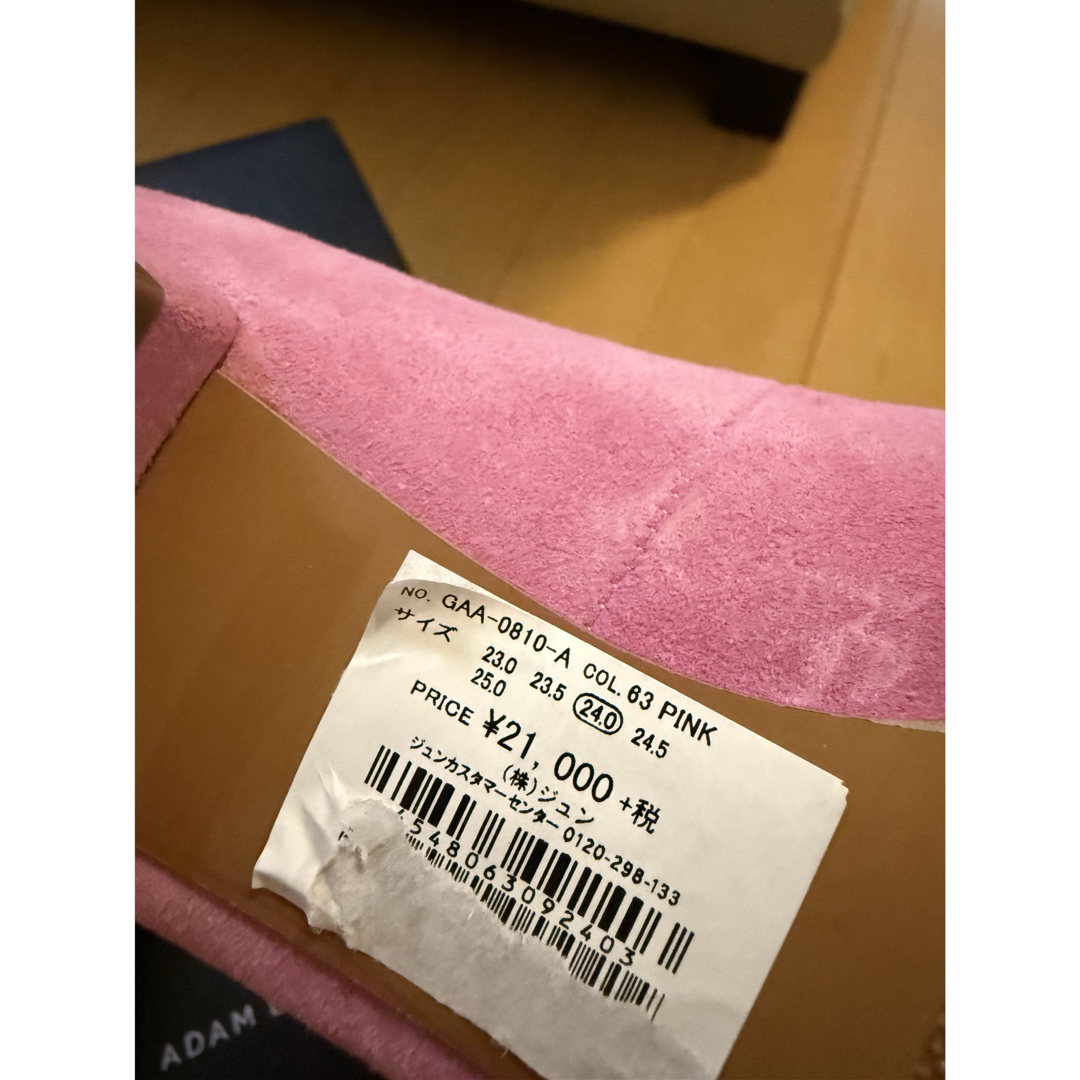 NO. GAA-0810-A COL. 63 PINK
サイズ
23.0 23.5 24.0 24.5
25.0
PRICE ¥21,000 +税
(株)ジュン
ジュンカスタマーセンター 0120-298-133
4548063092403
ADAM